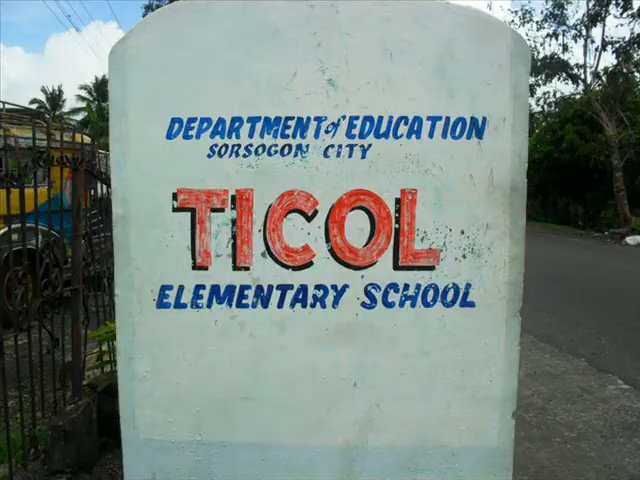 DEPARTMENT of EDUCATION
SORSOGON CITY
TICOL
ELEMENTARY SCHOOL